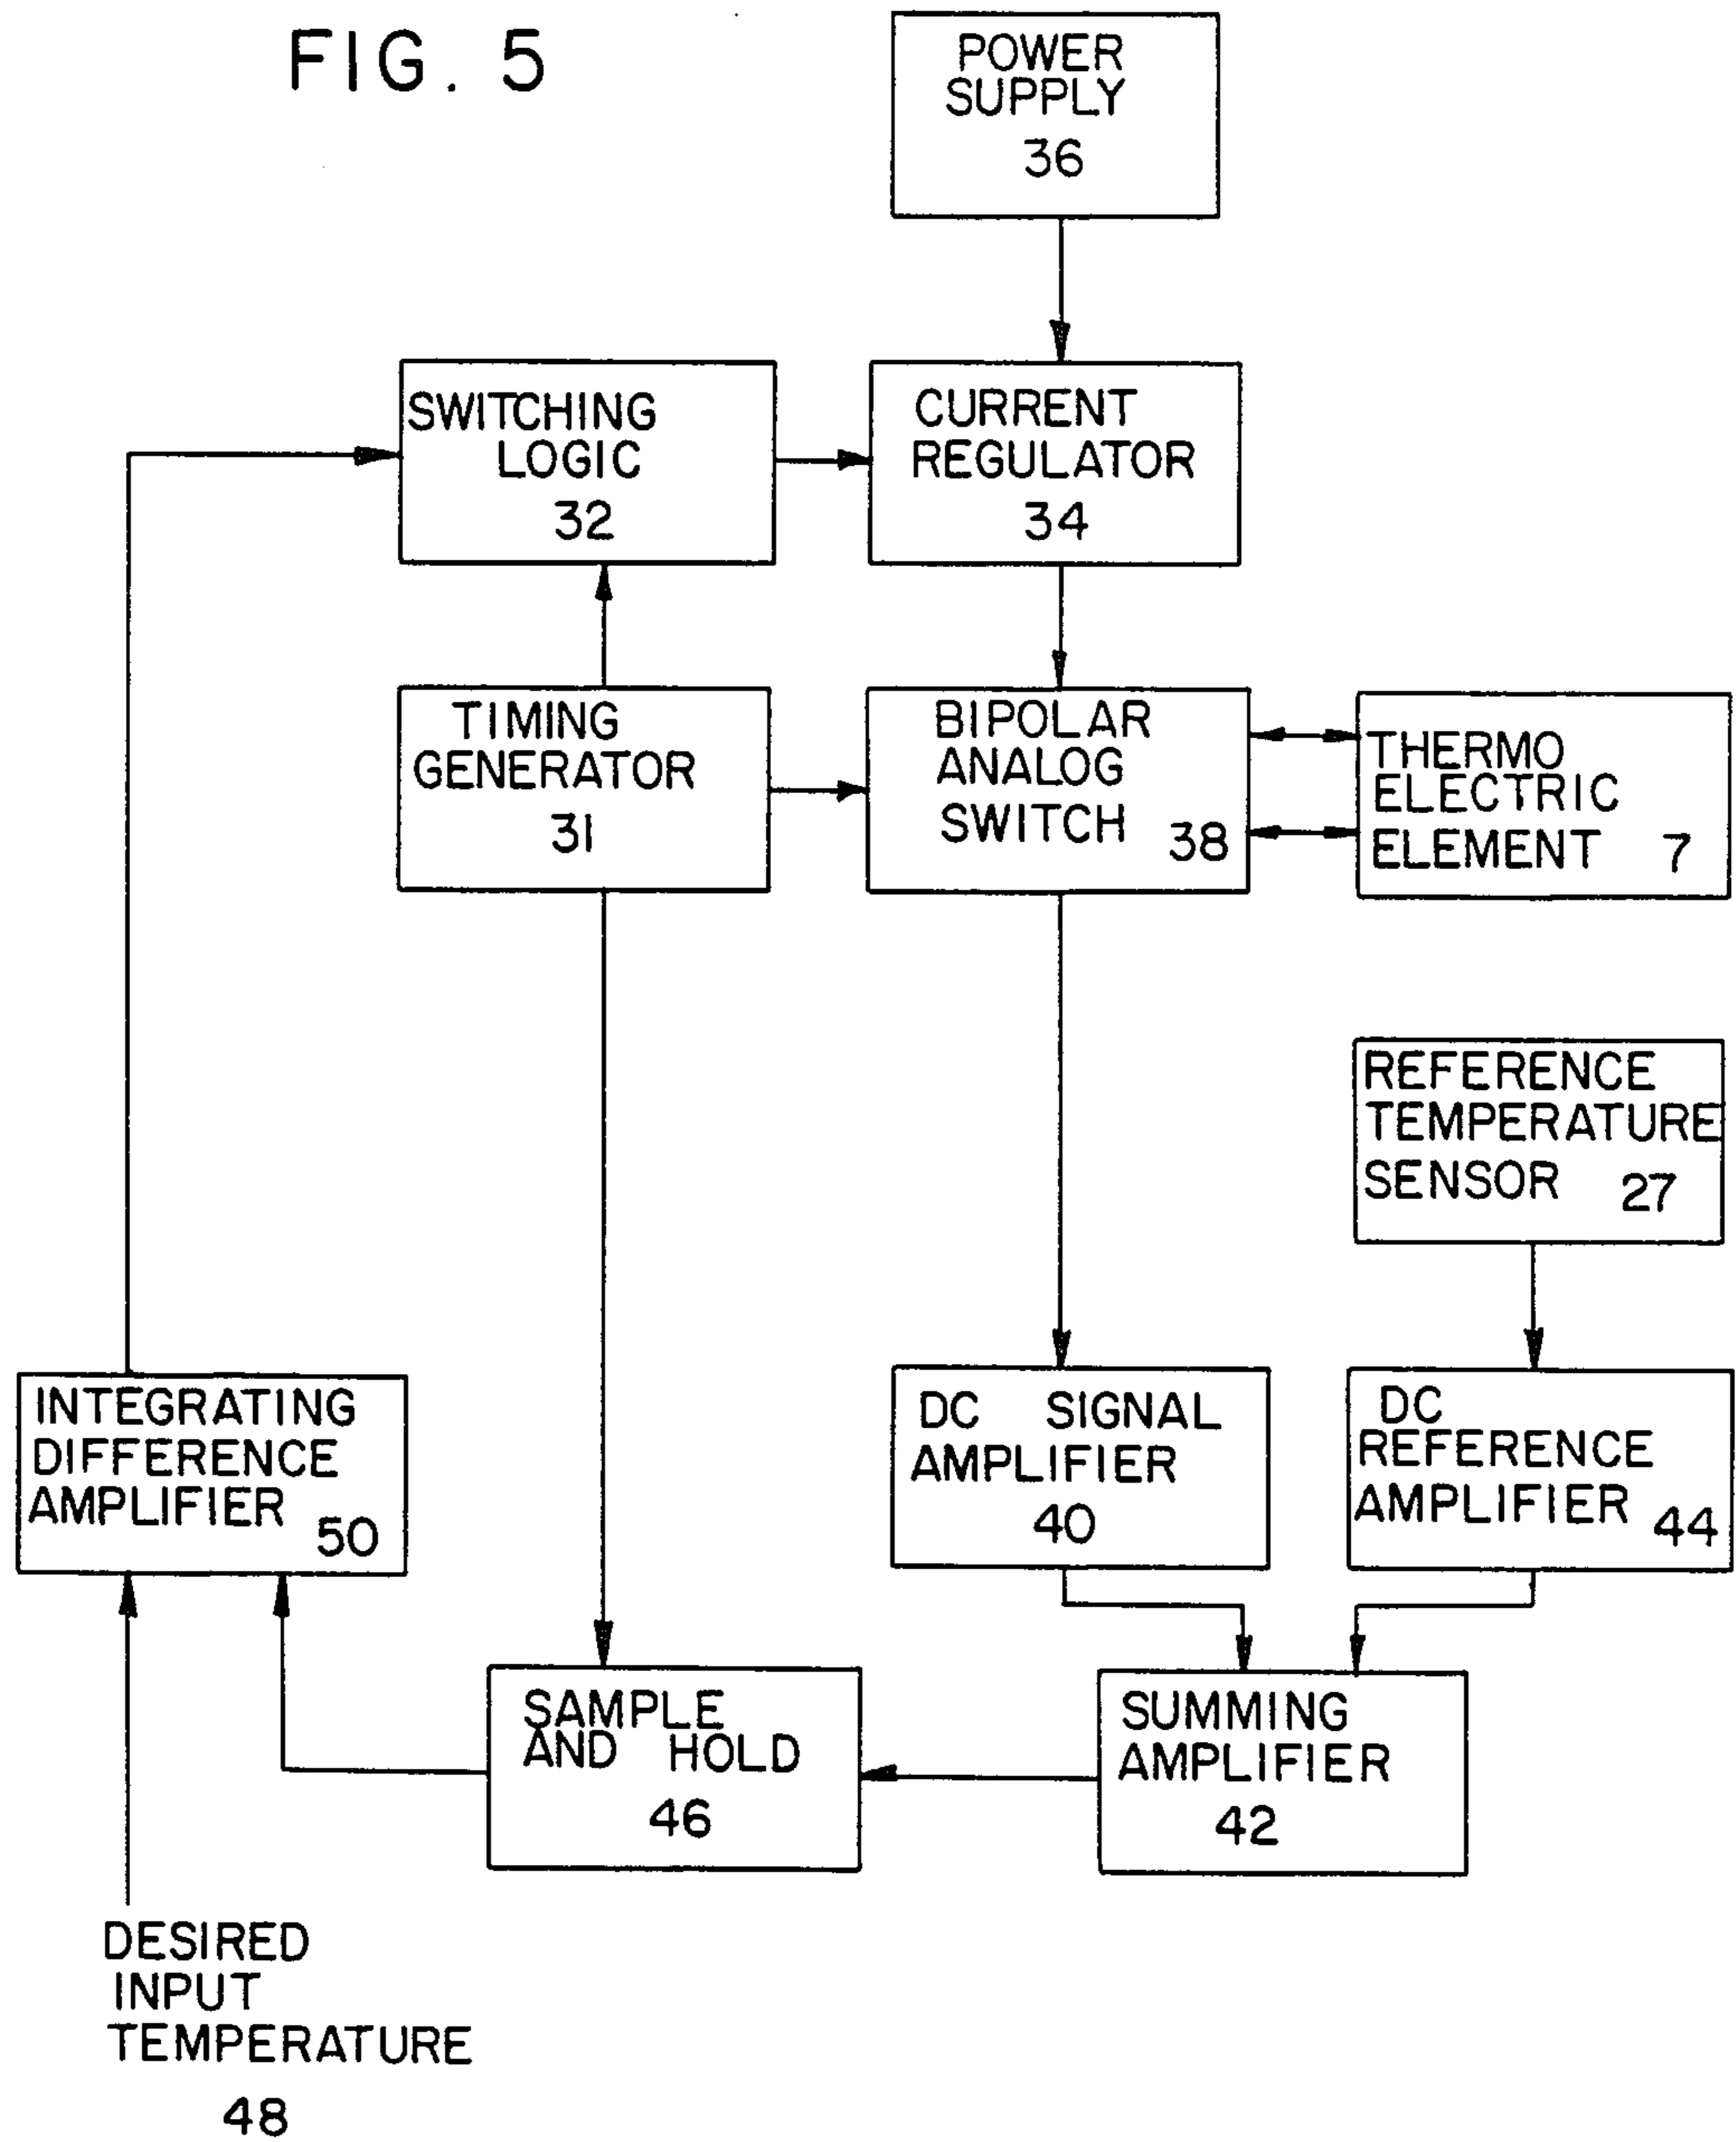 FIG. 5
POWER
SUPPLY
36
SWITCHING
LOGIC
32
CURRENT
REGULATOR
34
TIMING
GENERATOR
31
BIPOLAR
ANALOG
SWITCH 38
THERMO
ELECTRIC
ELEMENT 7
REFERENCE
TEMPERATURE
SENSOR 27
INTEGRATING
DIFFERENCE
AMPLIFIER
50
DC SIGNAL
AMPLIFIER
40
DC
REFERENCE
AMPLIFIER 44
SAMPLE
AND HOLD
46
SUMMING
AMPLIFIER
42
DESIRED
INPUT
TEMPERATURE
48